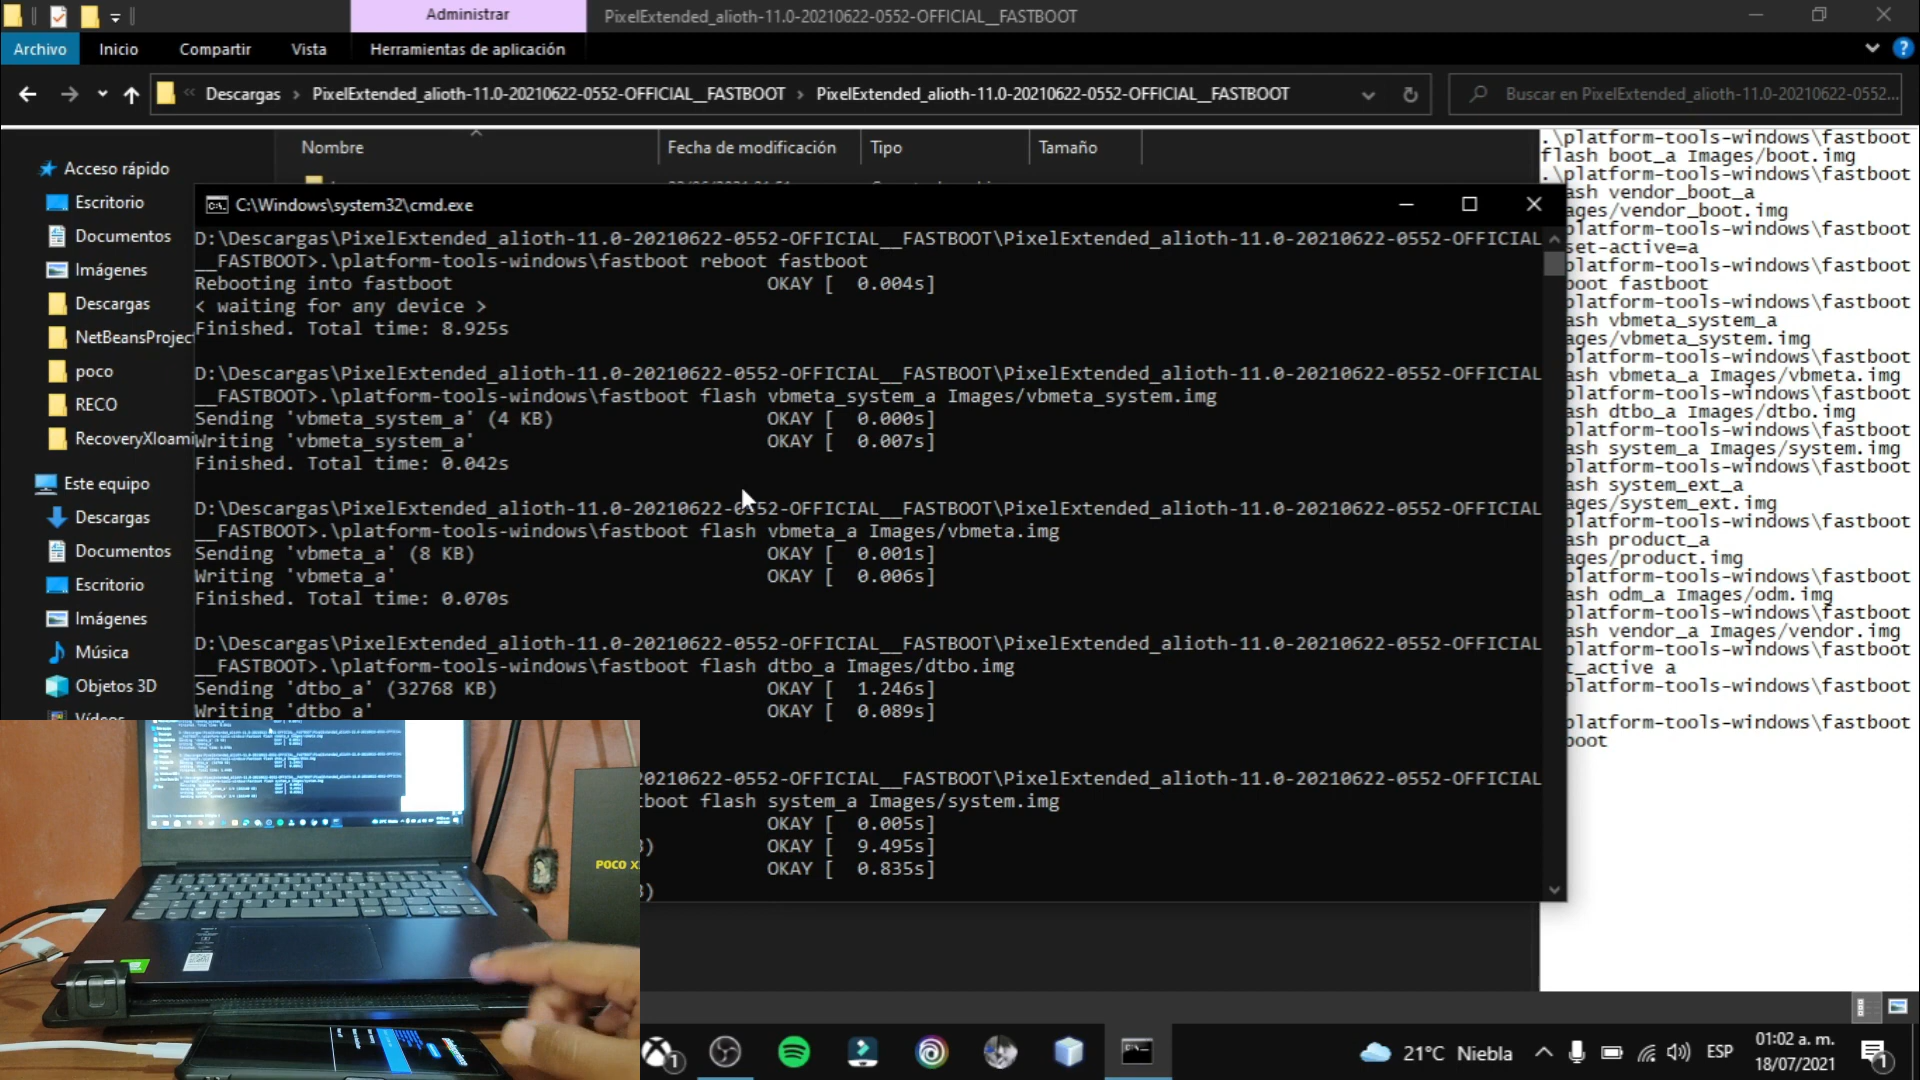 Administrar
PixelExtended_alioth-11.0-20210622-0552-OFFICIAL__FASTBOOT
Archivo
Inicio
Compartir
Vista
Herramientas de aplicación
Descargas › PixelExtended_alioth-11.0-20210622-0552-OFFICIAL__FASTBOOT › PixelExtended_alioth-11.0-20210622-0552-OFFICIAL__FASTBOOT
Buscar en PixelExtended_alioth-11.0-20210622-0552...
Nombre
Fecha de modificación
Tipo
Tamaño
Acceso rápido
Escritorio
Documentos
Imágenes
Descargas
NetBeansProject
poco
RECO
RecoveryXloami
Este equipo
Descargas
Documentos
Escritorio
Imágenes
Música
Objetos 3D
Vídeos
C:\Windows\system32\cmd.exe
D:\Descargas\PixelExtended_alioth-11.0-20210622-0552-OFFICIAL__FASTBOOT\PixelExtended_alioth-11.0-20210622-0552-OFFICIAL
__FASTBOOT>.\platform-tools-windows\fastboot reboot fastboot
Rebooting into fastboot OKAY [ 0.004s]
< waiting for any device >
Finished. Total time: 8.925s
D:\Descargas\PixelExtended_alioth-11.0-20210622-0552-OFFICIAL__FASTBOOT\PixelExtended_alioth-11.0-20210622-0552-OFFICIAL
__FASTBOOT>.\platform-tools-windows\fastboot flash vbmeta_system_a Images/vbmeta_system.img
Sending 'vbmeta_system_a' (4 KB) OKAY [ 0.000s]
Writing 'vbmeta_system_a' OKAY [ 0.007s]
Finished. Total time: 0.042s
D:\Descargas\PixelExtended_alioth-11.0-20210622-0552-OFFICIAL__FASTBOOT\PixelExtended_alioth-11.0-20210622-0552-OFFICIAL
__FASTBOOT>.\platform-tools-windows\fastboot flash vbmeta_a Images/vbmeta.img
Sending 'vbmeta_a' (8 KB) OKAY [ 0.001s]
Writing 'vbmeta_a' OKAY [ 0.006s]
Finished. Total time: 0.070s
D:\Descargas\PixelExtended_alioth-11.0-20210622-0552-OFFICIAL__FASTBOOT\PixelExtended_alioth-11.0-20210622-0552-OFFICIAL
__FASTBOOT>.\platform-tools-windows\fastboot flash dtbo_a Images/dtbo.img
Sending 'dtbo_a' (32768 KB) OKAY [ 1.246s]
Writing 'dtbo_a' OKAY [ 0.089s]
0210622-0552-OFFICIAL__FASTBOOT\PixelExtended_alioth-11.0-20210622-0552-OFFICIAL
tboot flash system_a Images/system.img
OKAY [ 0.005s]
) OKAY [ 9.495s]
OKAY [ 0.835s]
)
.\platform-tools-windows\fastboot
flash boot_a Images/boot.img
.\platform-tools-windows\fastboot
ash vendor_boot_a
ages/vendor_boot.img
set-active=a
platform-tools-windows\fastboot
boot fastboot
platform-tools-windows\fastboot
ash vbmeta_system_a
ages/vbmeta_system.img
platform-tools-windows\fastboot
ash vbmeta_a Images/vbmeta.img
platform-tools-windows\fastboot
ash dtbo_a Images/dtbo.img
platform-tools-windows\fastboot
ash system_a Images/system.img
platform-tools-windows\fastboot
ash system_ext_a
ages/system_ext.img
platform-tools-windows\fastboot
ash product_a
ages/product.img
platform-tools-windows\fastboot
ash odm_a Images/odm.img
platform-tools-windows\fastboot
ash vendor_a Images/vendor.img
platform-tools-windows\fastboot
t_active a
platform-tools-windows\fastboot
platform-tools-windows\fastboot
boot
POCO X
1
21°C Niebla
ESP
01:02 a. m.
18/07/2021
1